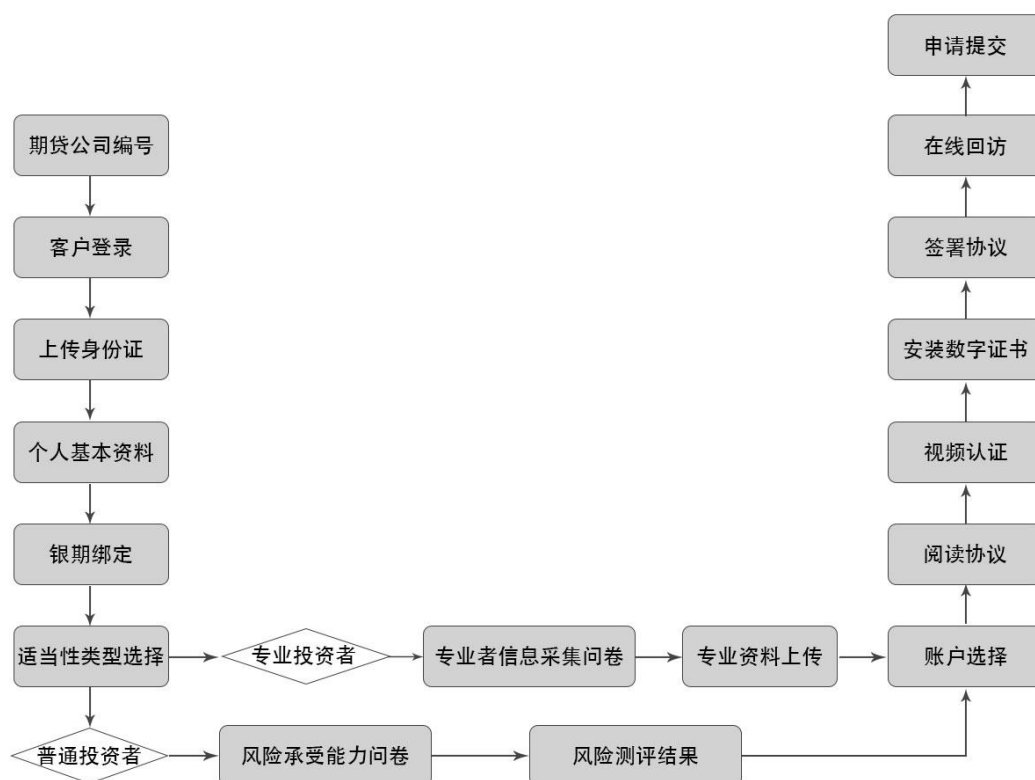 期贷公司编号
客户登录
上传身份证
个人基本资料
银期绑定
适当性类型选择
专业投资者
专业者信息采集问卷
专业资料上传
普通投资者
风险承受能力问卷
风险测评结果
账户选择
阅读协议
视频认证
安装数字证书
签署协议
在线回访
申请提交